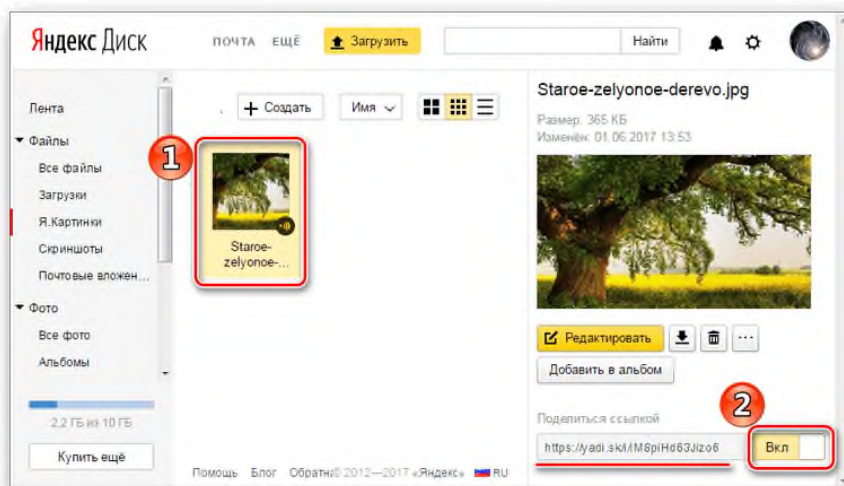 Яндекс Диск
ПОЧТА ЕЩЁ Загрузить Найти
Лента
Файлы
Все файлы
Загрузки
Я.Картинки
Скриншоты
Почтовые вложен...
Фото
Все фото
Альбомы
2,2 ГБ из 10 ГБ
Купить ещё
+ Создать Имя
1
Staroe-
zelyonoe-...
Помощь Блог Обратна © 2012—2017 «Яндекс» RU
Staroe-zelyonoe-derevo.jpg
Размер: 365 КБ
Изменён: 01.06.2017 13:53
Редактировать ...
Добавить в альбом
2
Поделиться ссылкой
https://yadi.sk/i/M8piHd63Jizo6 Вкл